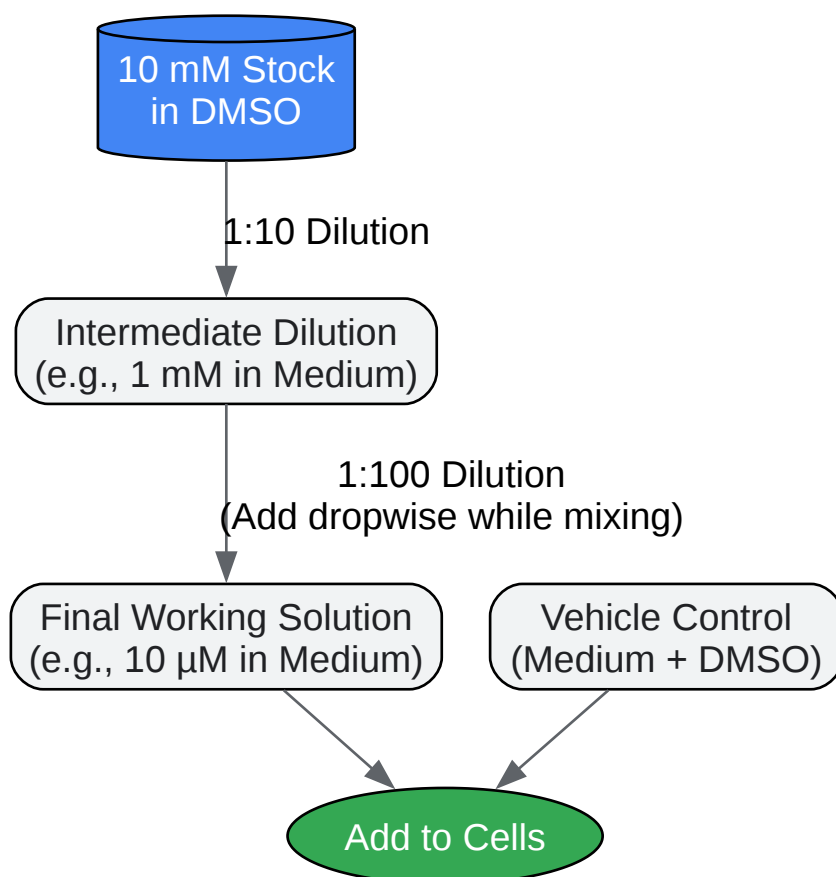 10 mM Stock
in DMSO
1:10 Dilution
Intermediate Dilution
(e.g., 1 mM in Medium)
1:100 Dilution
(Add dropwise while mixing)
Final Working Solution
(e.g., 10 µM in Medium)
Vehicle Control
(Medium + DMSO)
Add to Cells